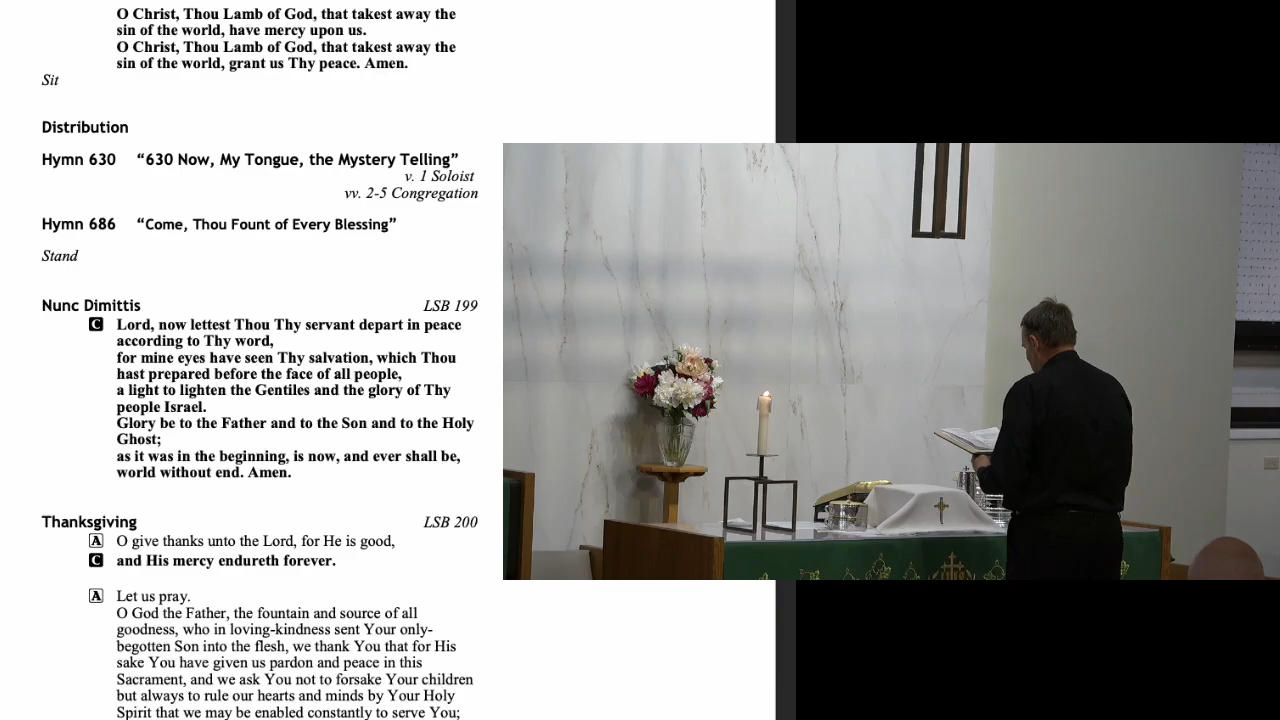 O Christ, Thou Lamb of God, that takest away the
sin of the world, have mercy upon us.
O Christ, Thou Lamb of God, that takest away the
sin of the world, grant us Thy peace. Amen.
Sit
Distribution
Hymn 630 “630 Now, My Tongue, the Mystery Telling”
v. 1 Soloist
vv. 2-5 Congregation
Hymn 686 “Come, Thou Fount of Every Blessing”
Stand
Nunc Dimittis LSB 199
C Lord, now lettest Thou Thy servant depart in peace
according to Thy word,
for mine eyes have seen Thy salvation, which Thou
hast prepared before the face of all people,
a light to lighten the Gentiles and the glory of Thy
people Israel.
Glory be to the Father and to the Son and to the Holy
Ghost;
as it was in the beginning, is now, and ever shall be,
world without end. Amen.
Thanksgiving LSB 200
A O give thanks unto the Lord, for He is good,
C and His mercy endureth forever.
A Let us pray.
O God the Father, the fountain and source of all
goodness, who in loving-kindness sent Your only-
begotten Son into the flesh, we thank You that for His
sake You have given us pardon and peace in this
Sacrament, and we ask You not to forsake Your children
but always to rule our hearts and minds by Your Holy
Spirit that we may be enabled constantly to serve You;